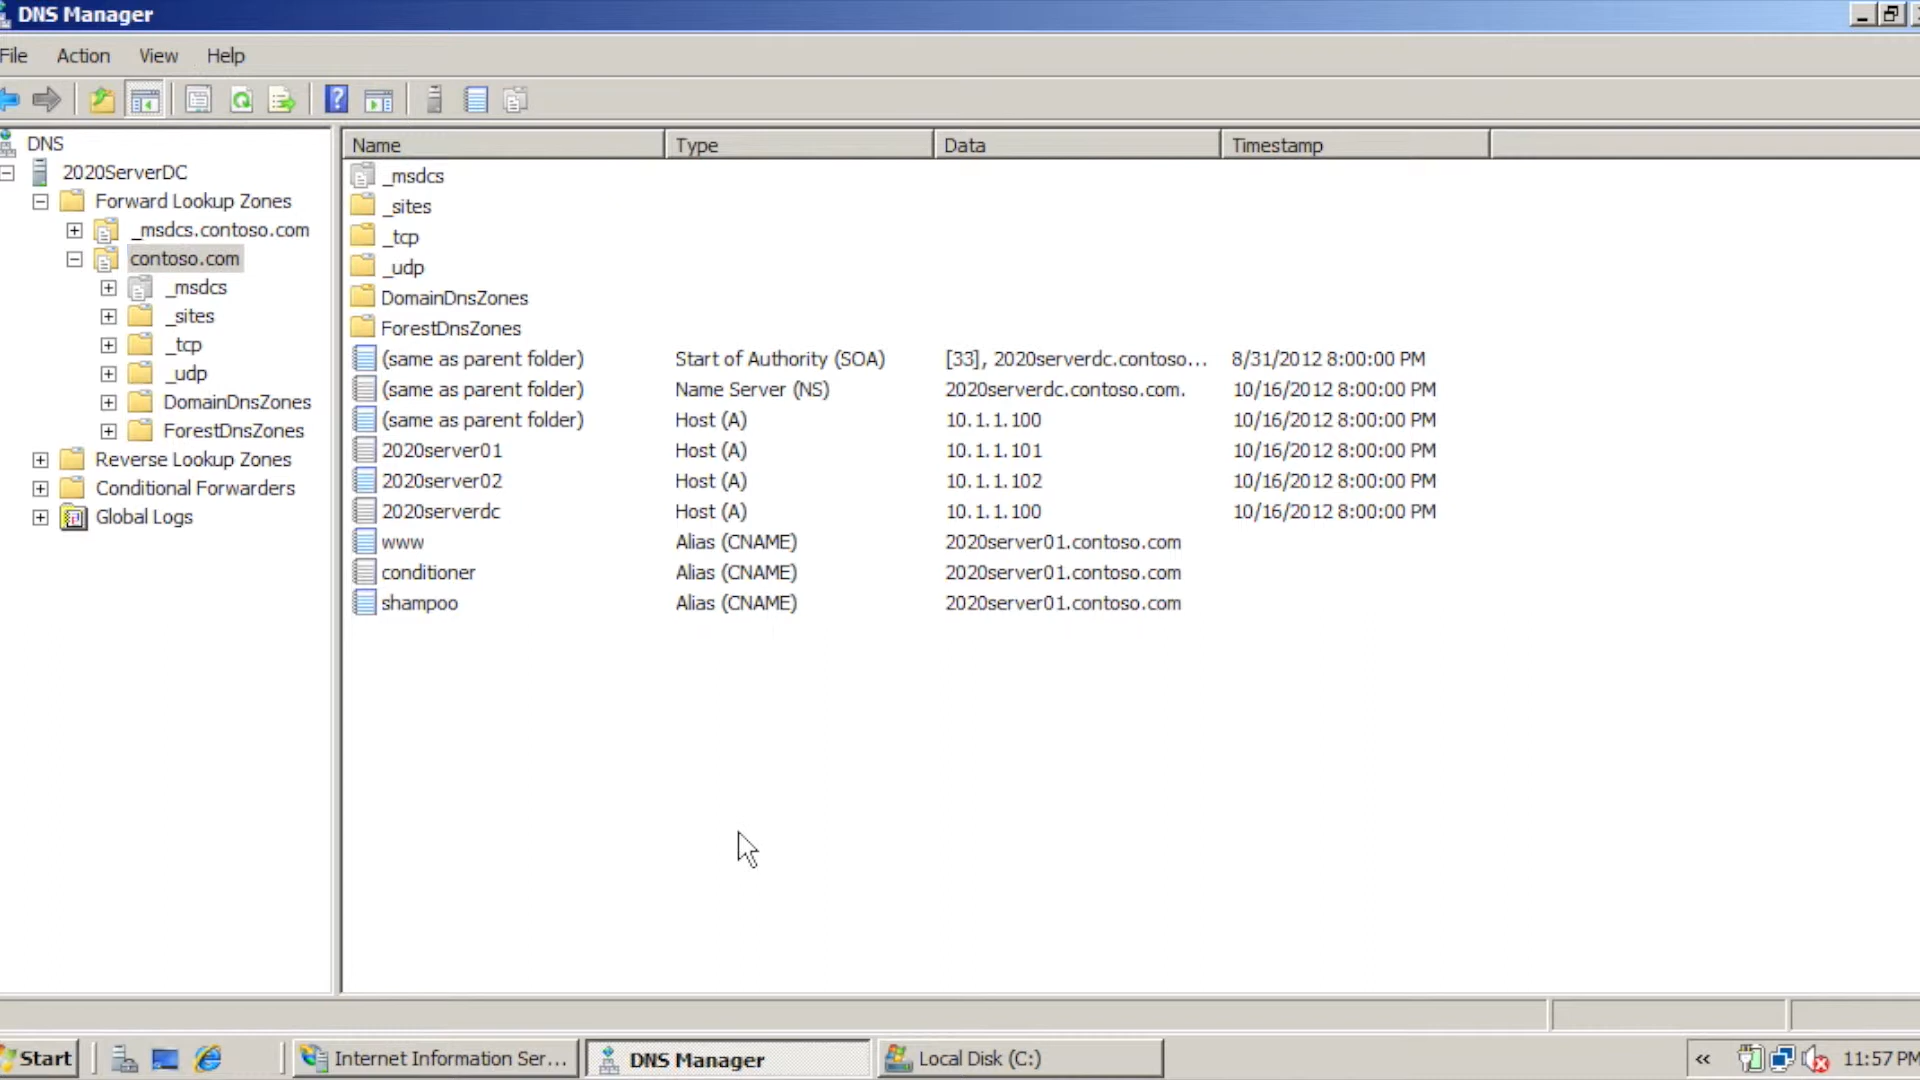 DNS Manager
File Action View Help
DNS
2020ServerDC
Forward Lookup Zones
_msdcs.contoso.com
contoso.com
_msdcs
_sites
_tcp
_udp
DomainDnsZones
ForestDnsZones
Reverse Lookup Zones
Conditional Forwarders
Global Logs
Name Type Data Timestamp
_msdcs
_sites
_tcp
_udp
DomainDnsZones
ForestDnsZones
(same as parent folder) Start of Authority (SOA) [33], 2020serverdc.contoso... 8/31/2012 8:00:00 PM
(same as parent folder) Name Server (NS) 2020serverdc.contoso.com. 10/16/2012 8:00:00 PM
(same as parent folder) Host (A) 10.1.1.100 10/16/2012 8:00:00 PM
2020server01 Host (A) 10.1.1.101 10/16/2012 8:00:00 PM
2020server02 Host (A) 10.1.1.102 10/16/2012 8:00:00 PM
2020serverdc Host (A) 10.1.1.100 10/16/2012 8:00:00 PM
www Alias (CNAME) 2020server01.contoso.com
conditioner Alias (CNAME) 2020server01.contoso.com
shampoo Alias (CNAME) 2020server01.contoso.com
Start Internet Information Ser... DNS Manager Local Disk (C:) « 11:57 PM